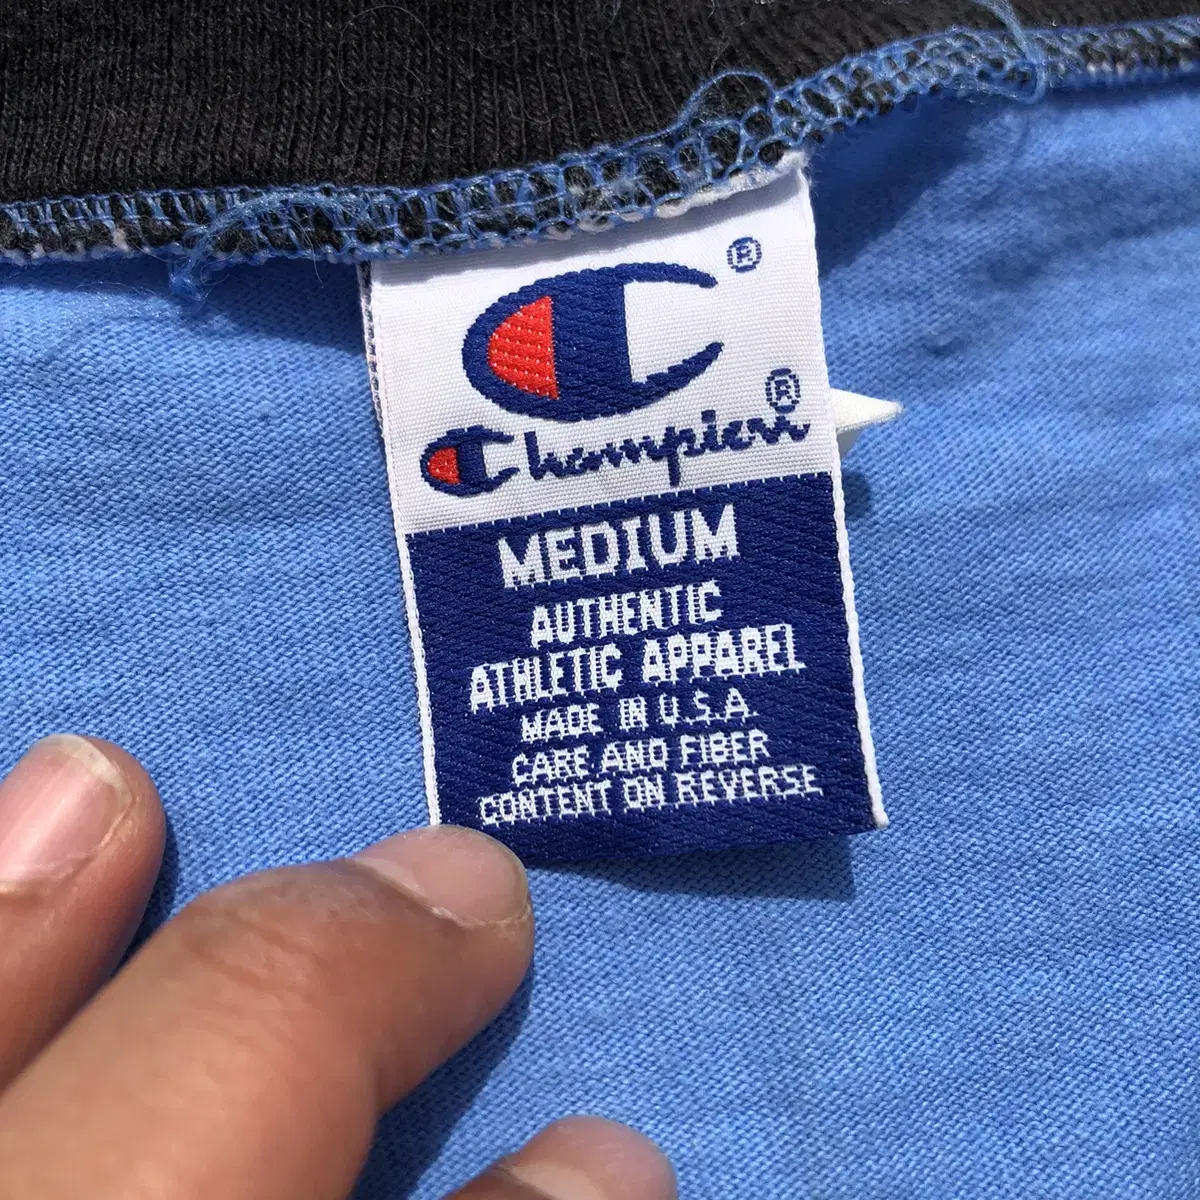 ®
Champion®
MEDIUM
AUTHENTIC
ATHLETIC APPAREL
MADE IN U.S.A.
CARE AND FIBER
CONTENT ON REVERSE